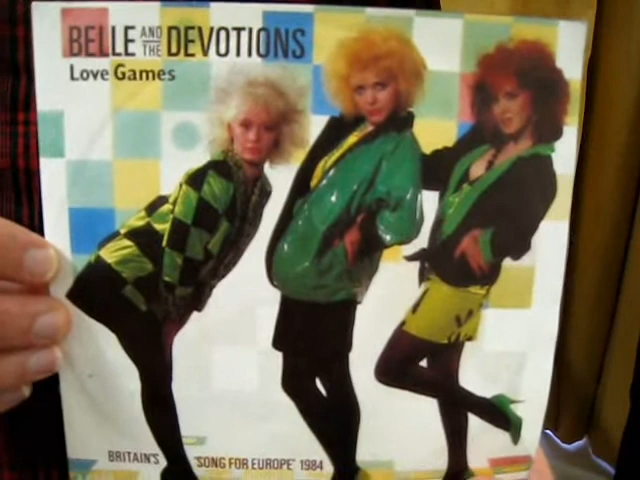 BELLE AND THE DEVOTIONS
Love Games
BRITAIN'S 'SONG FOR EUROPE' 1984